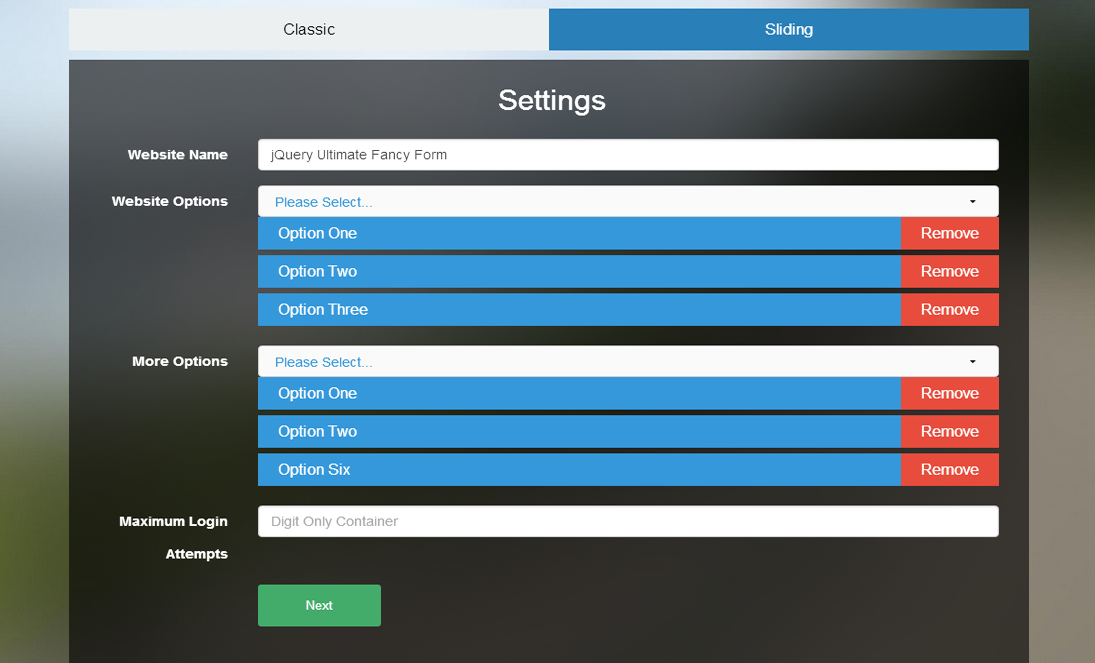 Classic
Sliding
Settings
Website Name
jQuery Ultimate Fancy Form
Website Options
Please Select...
Option One
Remove
Option Two
Remove
Option Three
Remove
More Options
Please Select...
Option One
Remove
Option Two
Remove
Option Six
Remove
Maximum Login
Attempts
Digit Only Container
Next